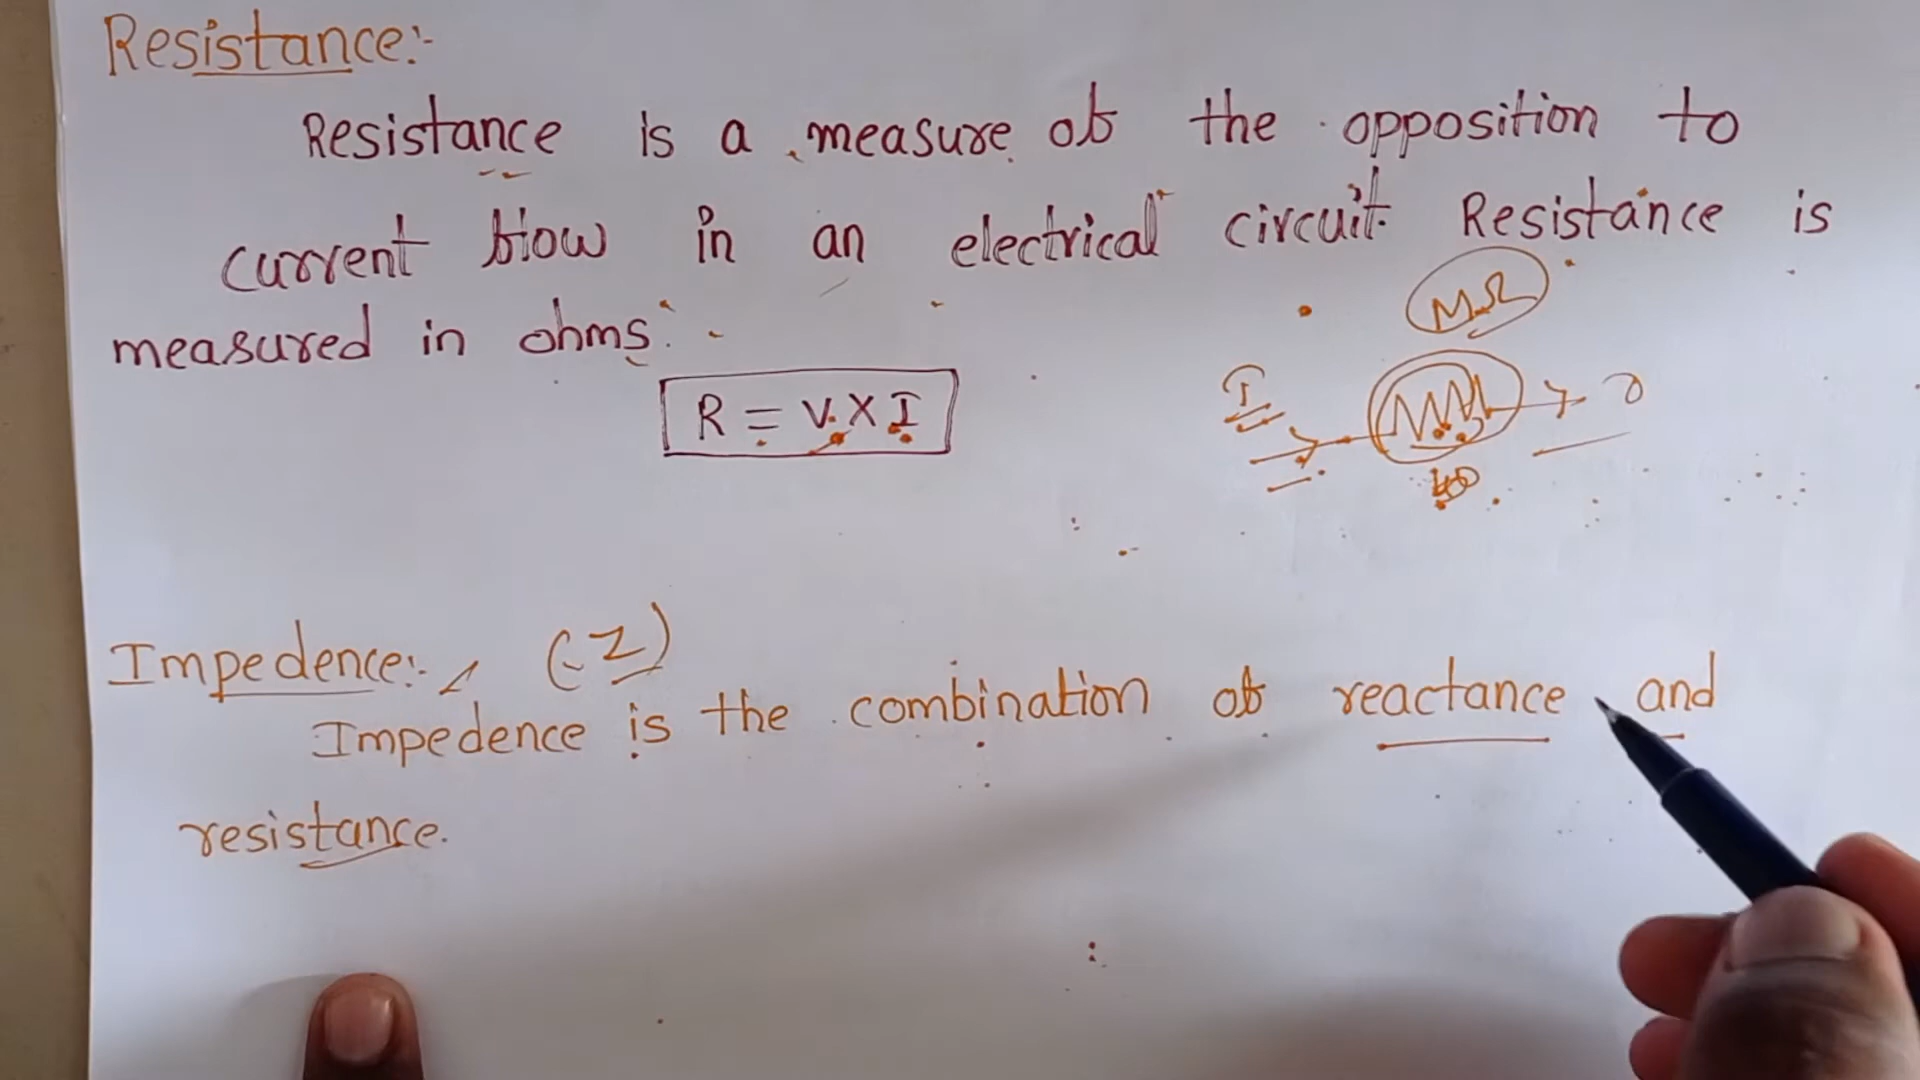 Resistance:-
Resistance is a measure of the opposition to
current flow in an electrical circuit. Resistance is
measured in ohms.
MΩ
R = V X I
I
Impedence:- (Z)
Impedence is the combination of reactance and
resistance.